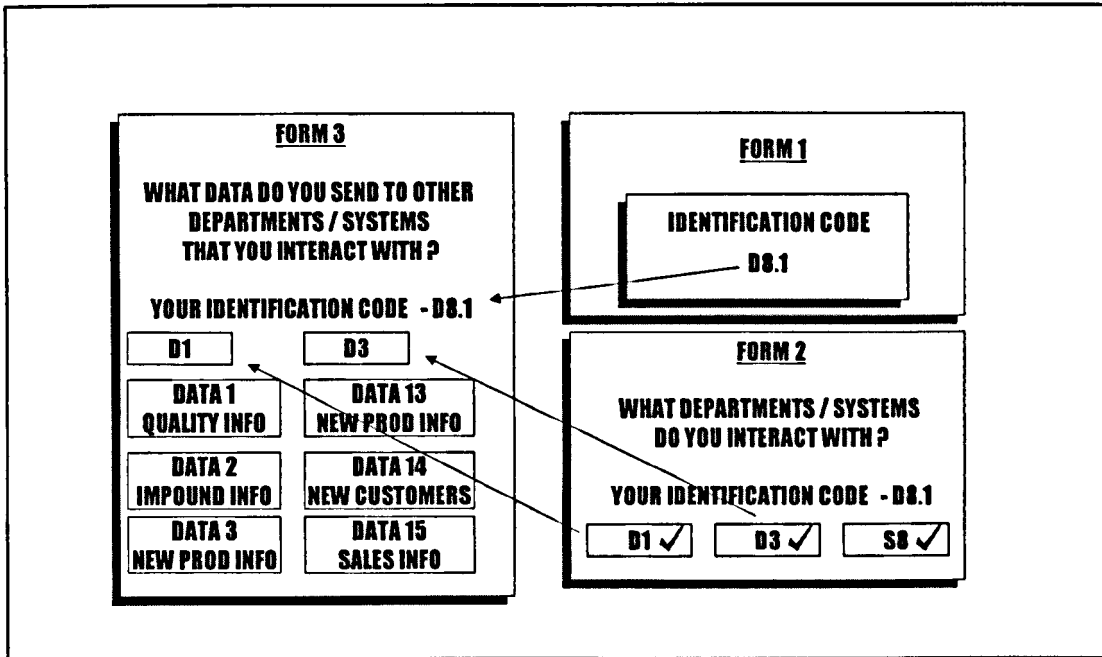 FORM 3
WHAT DATA DO YOU SEND TO OTHER
DEPARTMENTS / SYSTEMS
THAT YOU INTERACT WITH ?
YOUR IDENTIFICATION CODE - D8.1
D1
D3
DATA 1
QUALITY INFO
DATA 13
NEW PROD INFO
DATA 2
IMPOUND INFO
DATA 14
NEW CUSTOMERS
DATA 3
NEW PROD INFO
DATA 15
SALES INFO
FORM 1
IDENTIFICATION CODE
D8.1
FORM 2
WHAT DEPARTMENTS / SYSTEMS
DO YOU INTERACT WITH ?
YOUR IDENTIFICATION CODE - D8.1
D1 ✓
D3 ✓
S8 ✓